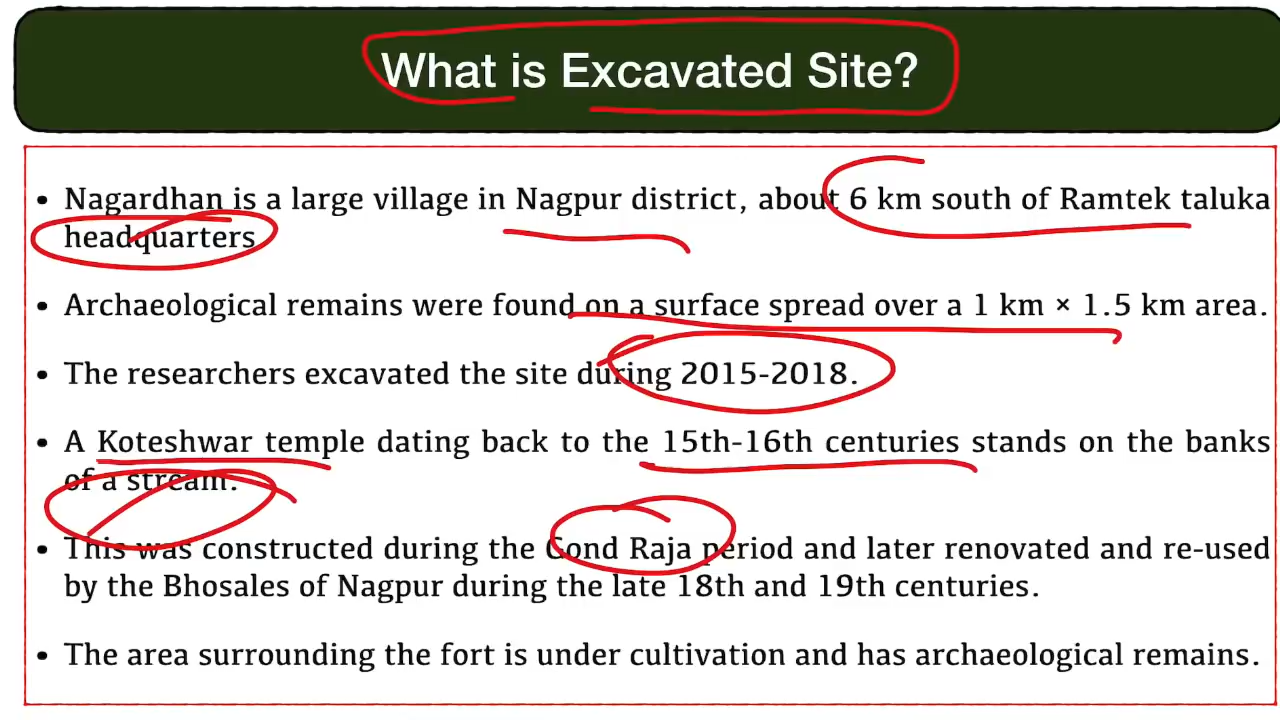 What is Excavated Site?
• Nagardhan is a large village in Nagpur district, about 6 km south of Ramtek taluka
headquarters
• Archaeological remains were found on a surface spread over a 1 km × 1.5 km area.
• The researchers excavated the site during 2015-2018.
• A Koteshwar temple dating back to the 15th-16th centuries stands on the banks
of a stream.
• This was constructed during the Gond Raja period and later renovated and re-used
by the Bhosales of Nagpur during the late 18th and 19th centuries.
• The area surrounding the fort is under cultivation and has archaeological remains.